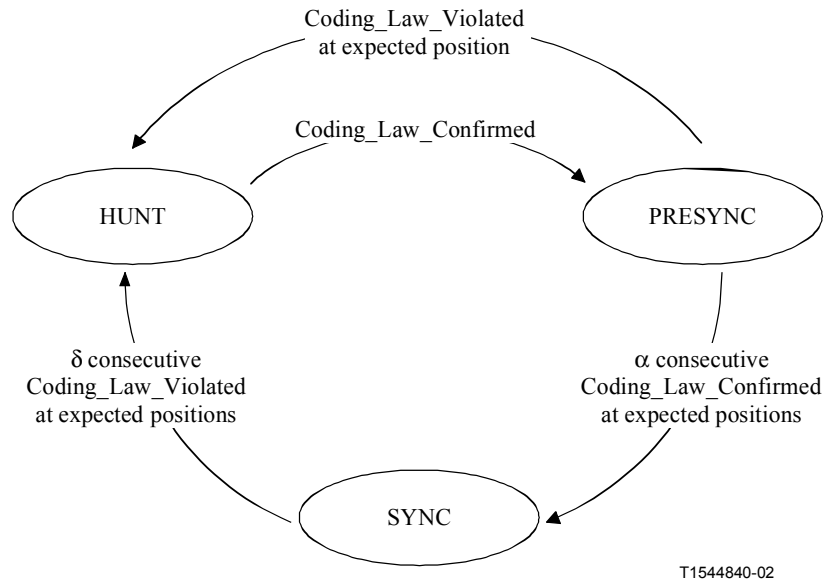 Coding_Law_Violated
at expected position
Coding_Law_Confirmed
HUNT
PRESYNC
δ consecutive
Coding_Law_Violated
at expected positions
α consecutive
Coding_Law_Confirmed
at expected positions
SYNC
T1544840-02